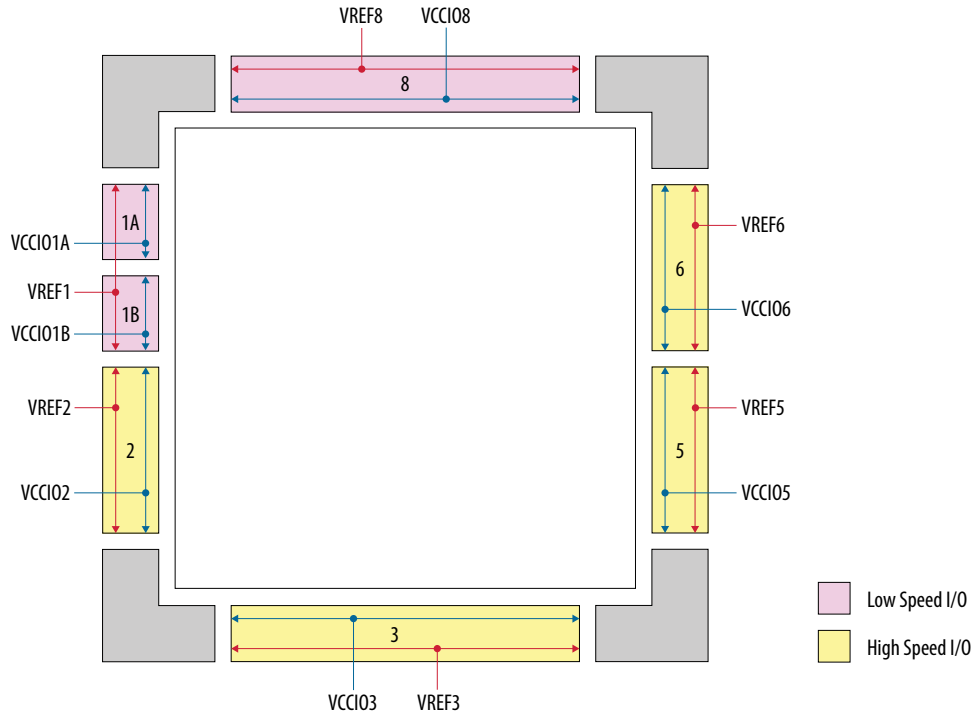 VREF8 VCCIO8
8
1A
VCCIO1A
VREF1
1B
VCCIO1B
VREF2
2
VCCIO2
VREF6
6
VCCIO6
VREF5
5
VCCIO5
3
VCCIO3 VREF3
Low Speed I/O
High Speed I/O